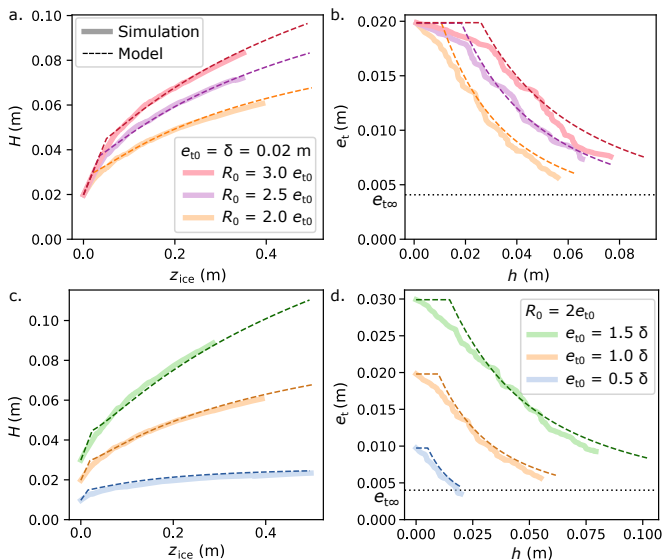 a.
H (m)
0.10
0.08
0.06
0.04
0.02
0.00
Simulation
Model
e_t0 = δ = 0.02 m
R_0 = 3.0 e_t0
R_0 = 2.5 e_t0
R_0 = 2.0 e_t0
0.0 0.2 0.4
z_ice (m)
b.
e_t (m)
0.020
0.015
0.010
0.005
e_t∞
0.000
0.00 0.02 0.04 0.06 0.08
h (m)
c.
H (m)
0.10
0.08
0.06
0.04
0.02
0.00
0.0 0.2 0.4
z_ice (m)
d.
e_t (m)
0.030
0.025
0.020
0.015
0.010
0.005
e_t∞
0.000
R_0 = 2e_t0
e_t0 = 1.5 δ
e_t0 = 1.0 δ
e_t0 = 0.5 δ
0.000 0.025 0.050 0.075 0.100
h (m)